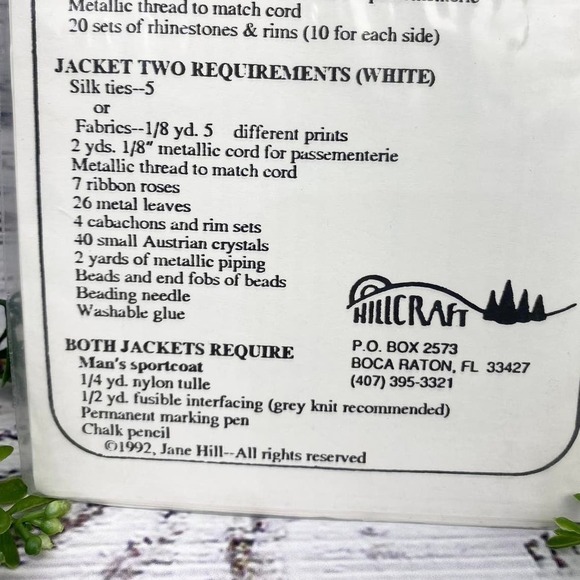 Metallic thread to match cord
20 sets of rhinestones & rims (10 for each side)
JACKET TWO REQUIREMENTS (WHITE)
Silk ties--5
or
Fabrics--1/8 yd. 5 different prints
2 yds. 1/8" metallic cord for passementerie
Metallic thread to match cord
7 ribbon roses
26 metal leaves
4 cabachons and rim sets
40 small Austrian crystals
2 yards of metallic piping
Beads and end fobs of beads
Beading needle
Washable glue
HILLCRAFT
P.O. BOX 2573
BOCA RATON, FL 33427
(407) 395-3321
BOTH JACKETS REQUIRE
Man's sportcoat
1/4 yd. nylon tulle
1/2 yd. fusible interfacing (grey knit recommended)
Permanent marking pen
Chalk pencil
©1992, Jane Hill--All rights reserved